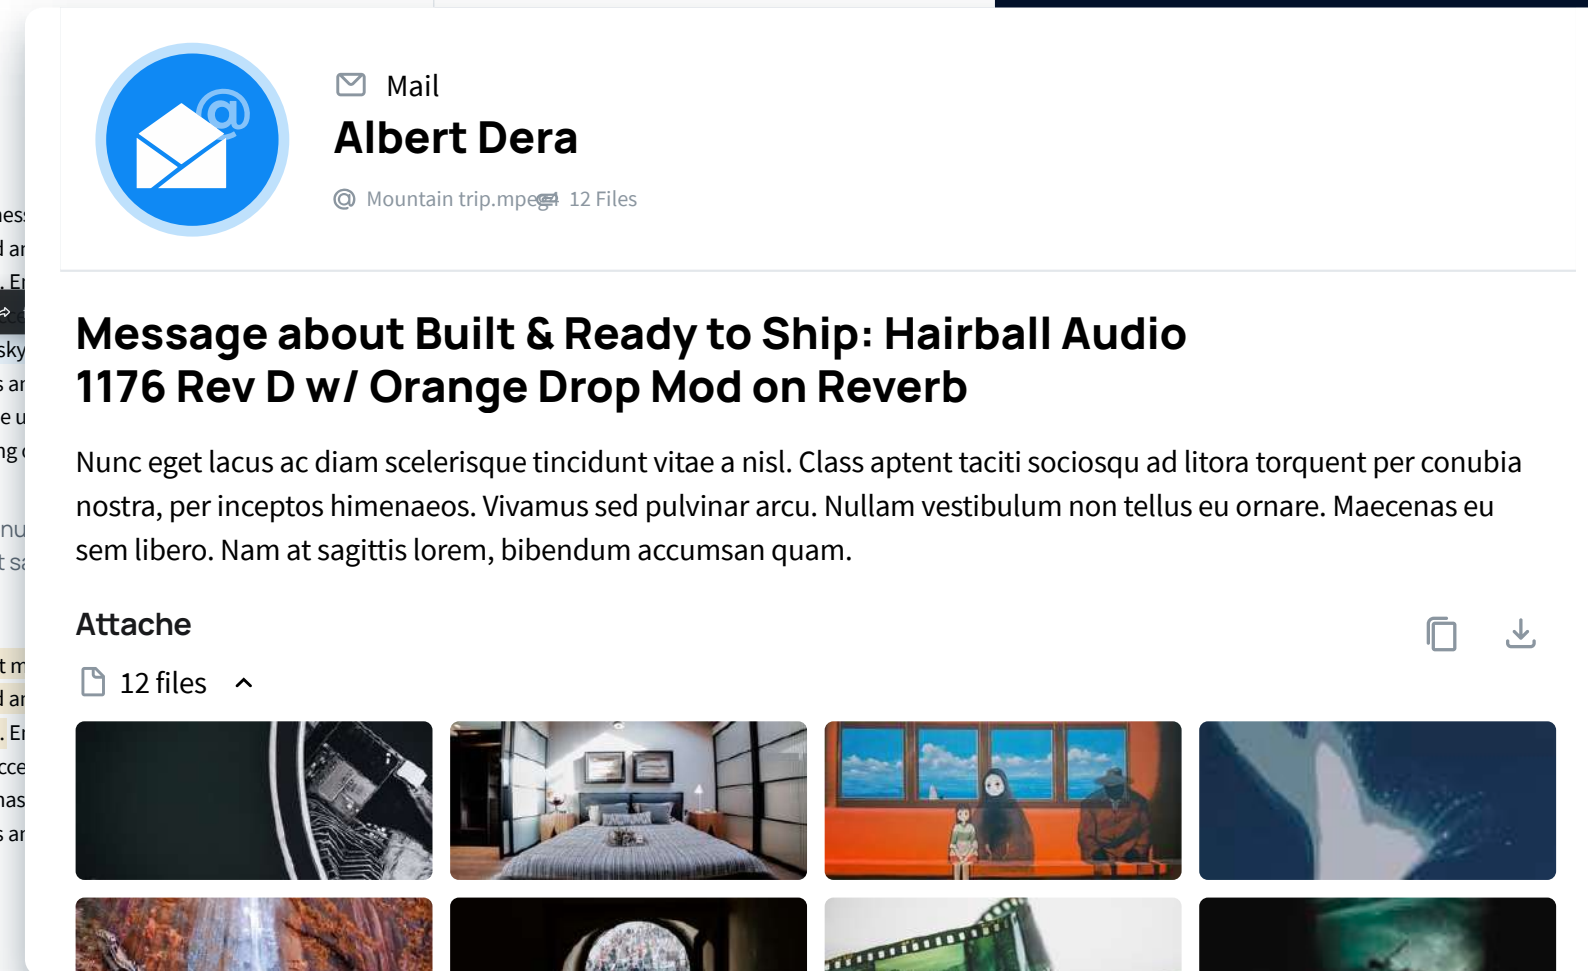 Mail
Albert Dera
@ Mountain trip.mpeg4 12 Files
Message about Built & Ready to Ship: Hairball Audio
1176 Rev D w/ Orange Drop Mod on Reverb
Nunc eget lacus ac diam scelerisque tincidunt vitae a nisl. Class aptent taciti sociosqu ad litora torquent per conubia
nostra, per inceptos himenaeos. Vivamus sed pulvinar arcu. Nullam vestibulum non tellus eu ornare. Maecenas eu
sem libero. Nam at sagittis lorem, bibendum accumsan quam.
Attache
12 files